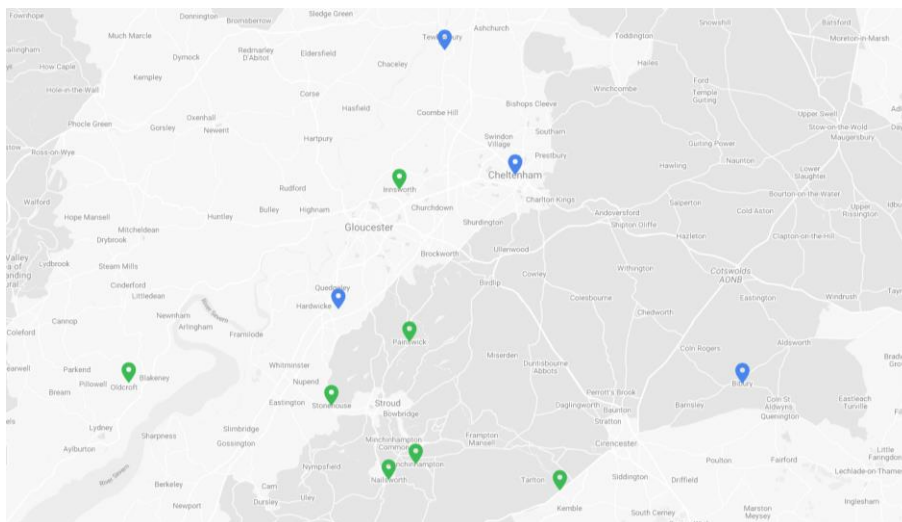 Fownhope
Donnington
Bromsberrow
Sledge Green
Ashchurch
Snowshill
Barsford
Much Marcle
Toddington
Moreton-in-Marsh
Redmarley
D'Abitot
Eldersfield
Dymock
Chaceley
Hailes
How Caple
Kempley
Ford
Hole-in-the-Wall
Corse
Winchcombe
Temple
Guiting
Hasfield
Bishops Cleeve
Coombe Hill
Oxenhall
Upper Swell
Phocle Green
Gorsley
Newent
Stow-on-the-Wold
Hartpury
Swindon
Village
Southam
Guiting Power
Maugersbury
Ross-on-Wye
Prestbury
Naunton
Hawling
Lower
Slaughter
Cheltenham
Innsworth
Rudford
Bourton-on-the-Water
Walford
Huntley
Bulley
Highnam
Churchdown
Charlton Kings
Salperton
Cold Aston
Upper
Rissington
Hope Mansell
Andoversford
Shipton Oliffe
Shurdington
Mitcheldean
Gloucester
Drybrook
Hazleton
Clapton-on-the-Hill
Ullenwood
Brockworth
Valley
Lydbrook
Steam Mills
Withington
Cowley
Cotswolds
AONB
Cinderford
Quedgeley
Birdlip
Littledean
Colesbourne
Eastington
Windrush
Hardwicke
River Severn
Chedworth
Newnham
Cannop
Arlingham
Coleford
Framilode
Painswick
Aldsworth
Coln Rogers
Miserden
Whitminster
Duntisbourne
Abbots
Parkend
Blakeney
Nupend
Pillowell
Oldcroft
Bibury
Bream
Perrott's Brook
Eastington
Stonehouse
Stroud
Daglingworth
Baunton
Barnsley
Coln St.
Aldwyns
Eastleach
Turville
Bowbridge
Stratton
Quenington
Lydney
Slimbridge
Sharpness
Gossington
Minchinhampton
Common
Frampton
Mansell
Cirencester
Aylburton
Little
Faringdon
Nympsfield
Minchinhampton
Poulton
Fairford
River Severn
Nailsworth
Tarlton
Siddington
Driffield
Lechlade-on-Thames
Berkeley
Cam
Dursley
Uley
Newport
Kemble
South Cerney
Marston
Meysey
Inglesham